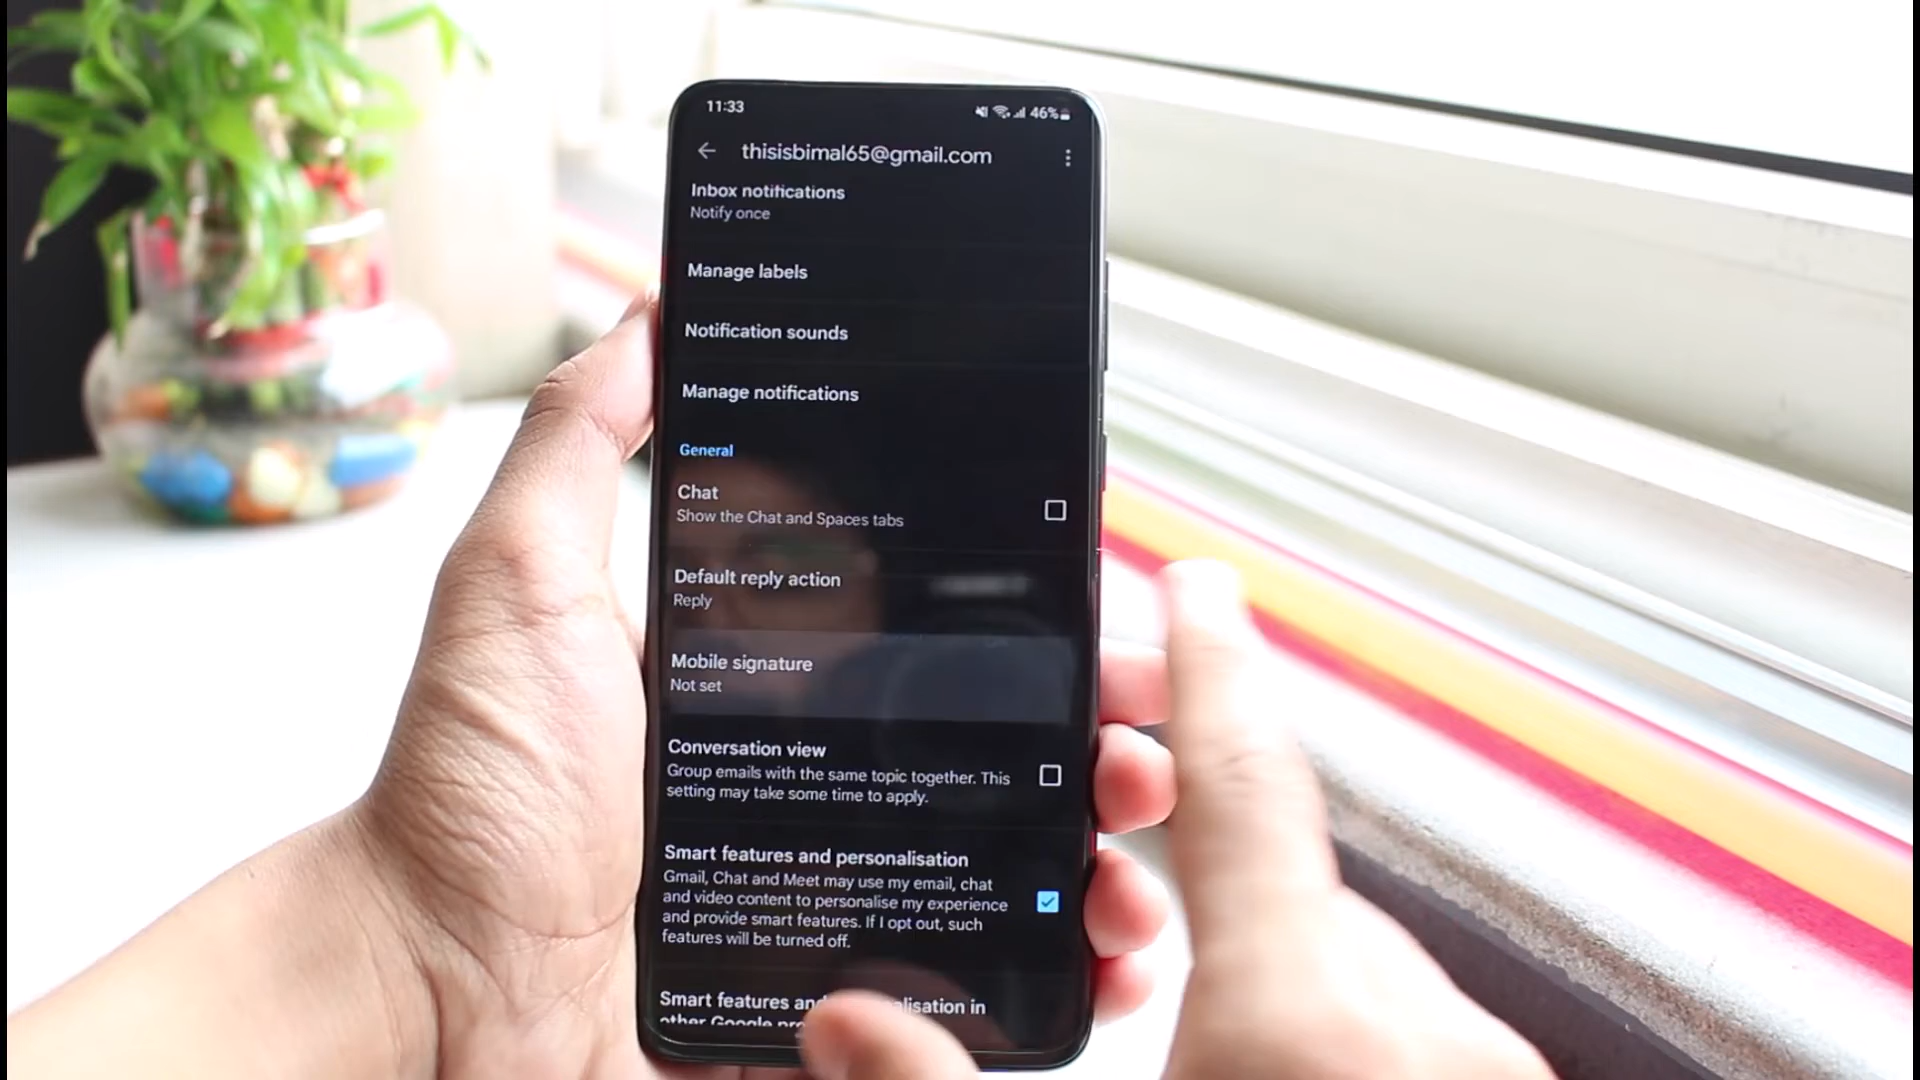 11:33
46%
thisisbimal65@gmail.com
Inbox notifications
Notify once
Manage labels
Notification sounds
Manage notifications
General
Chat
Show the Chat and Spaces tabs
Default reply action
Reply
Mobile signature
Not set
Conversation view
Group emails with the same topic together. This
setting may take some time to apply.
Smart features and personalisation
Gmail, Chat and Meet may use my email, chat
and video content to personalise my experience
and provide smart features. If I opt out, such
features will be turned off.
Smart features and in
other Google